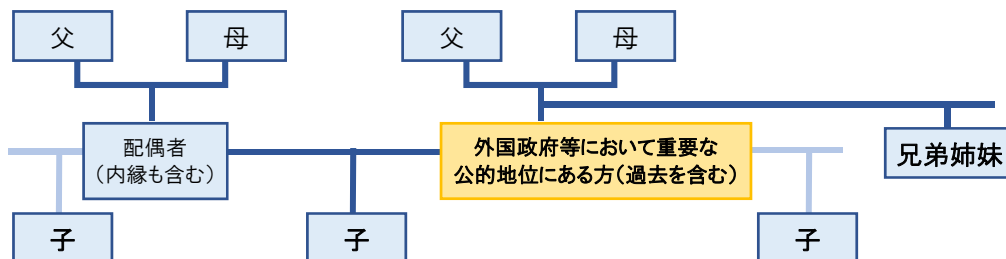 父
母
父
母
配偶者
（内縁も含む）
外国政府等において重要な
公的地位にある方（過去を含む）
兄弟姉妹
子
子
子